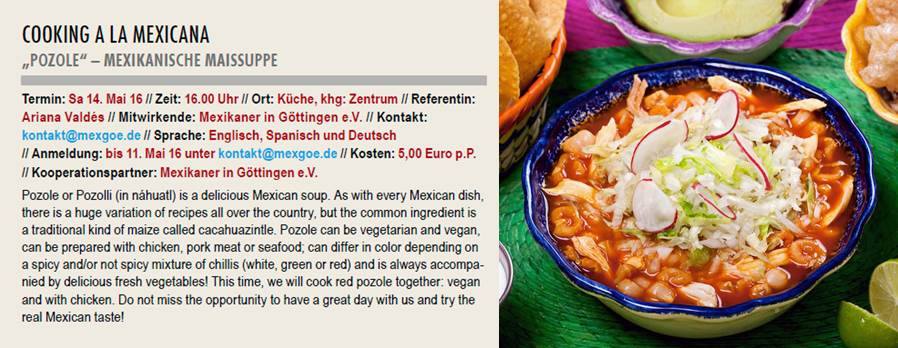 COOKING A LA MEXICANA
„POZOLE“ – MEXIKANISCHE MAISSUPPE
Termin: Sa 14. Mai 16 // Zeit: 16.00 Uhr // Ort: Küche, khg: Zentrum // Referentin:
Ariana Valdés // Mitwirkende: Mexikaner in Göttingen e.V. // Kontakt:
kontakt@mexgoe.de // Sprache: Englisch, Spanisch und Deutsch
// Anmeldung: bis 11. Mai 16 unter kontakt@mexgoe.de // Kosten: 5,00 Euro p.P.
// Kooperationspartner: Mexikaner in Göttingen e.V.
Pozole or Pozolli (in náhuatl) is a delicious Mexican soup. As with every Mexican dish,
there is a huge variation of recipes all over the country, but the common ingredient is
a traditional kind of maize called cacahuazintle. Pozole can be vegetarian and vegan,
can be prepared with chicken, pork meat or seafood; can differ in color depending on
a spicy and/or not spicy mixture of chillis (white, green or red) and is always accompa-
nied by delicious fresh vegetables! This time, we will cook red pozole together: vegan
and with chicken. Do not miss the opportunity to have a great day with us and try the
real Mexican taste!